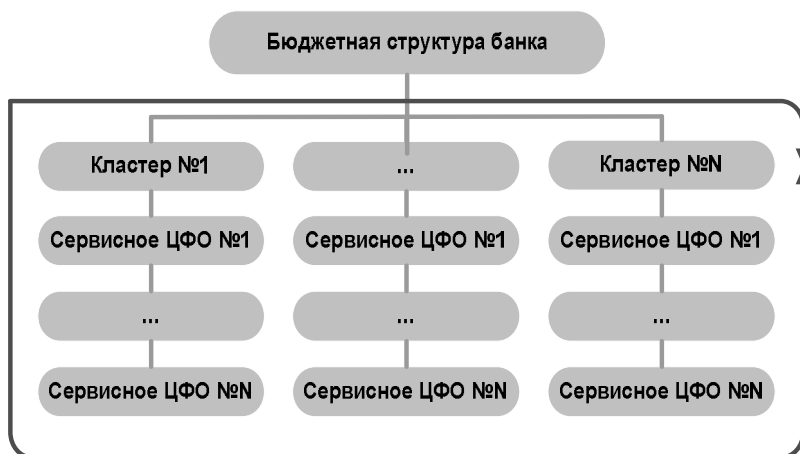 Бюджетная структура банка
Кластер №1
...
Кластер №N
Сервисное ЦФО №1
Сервисное ЦФО №1
Сервисное ЦФО №1
...
...
...
Сервисное ЦФО №N
Сервисное ЦФО №N
Сервисное ЦФО №N